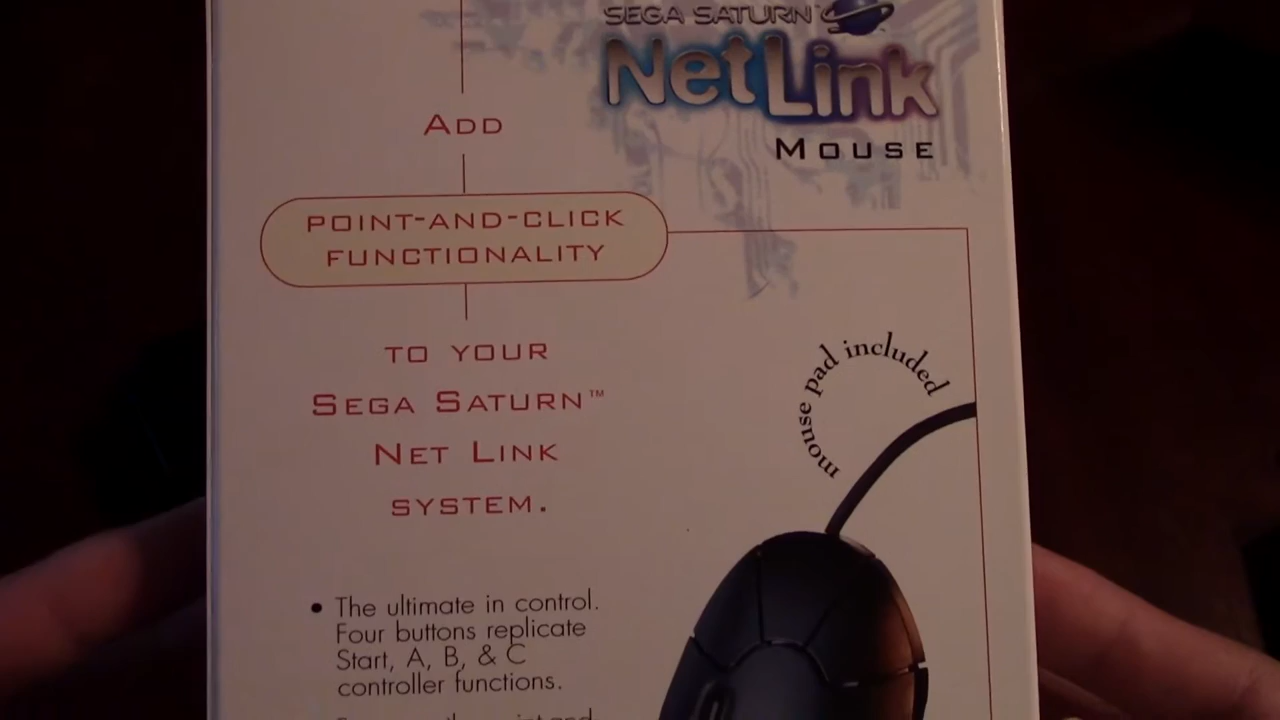 SEGA SATURN™
NetLink
MOUSE
ADD
POINT-AND-CLICK
FUNCTIONALITY
TO YOUR
SEGA SATURN™
NET LINK
SYSTEM.
mouse pad included
• The ultimate in control.
Four buttons replicate
Start, A, B, & C
controller functions.